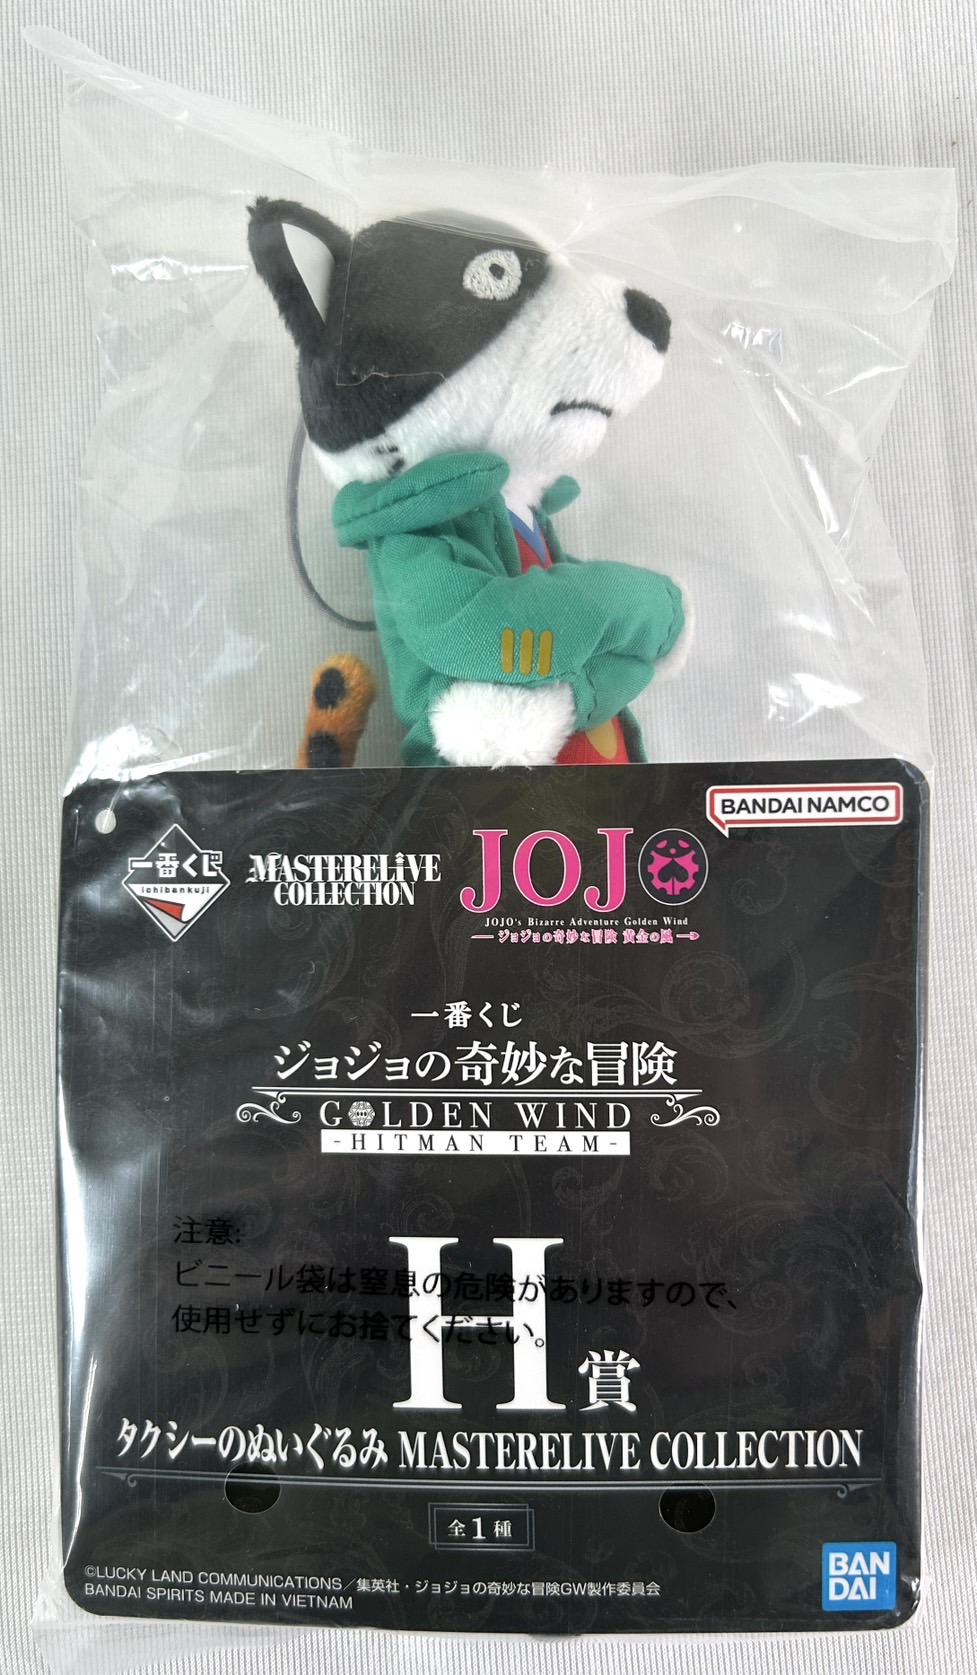 BANDAI NAMCO
一番くじ
ichibankuji
MASTERELIVE
COLLECTION
JOJO
JOJO's Bizarre Adventure Golden Wind
ジョジョの奇妙な冒険 黄金の風
一番くじ
ジョジョの奇妙な冒険
GOLDEN WIND
-HITMAN TEAM-
注意:
ビニール袋は窒息の危険がありますので、
使用せずにお捨てください。
H賞
タクシーのぬいぐるみ MASTERELIVE COLLECTION
全1種
©LUCKY LAND COMMUNICATIONS/集英社・ジョジョの奇妙な冒険GW製作委員会
BANDAI SPIRITS MADE IN VIETNAM
BAN
DAI